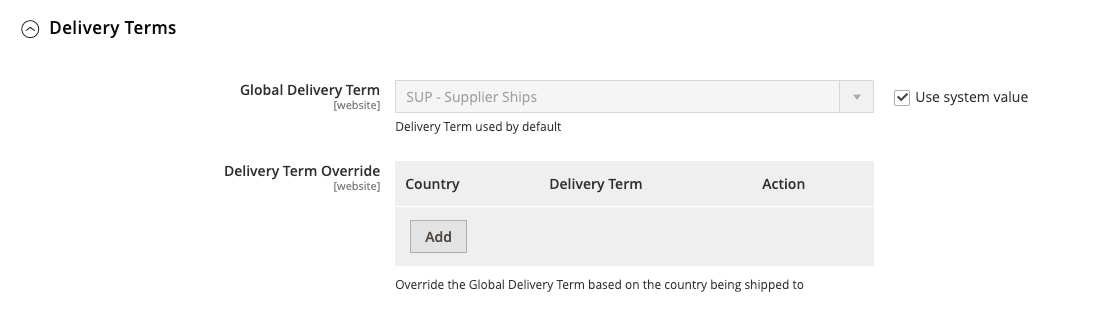 Delivery Terms
Global Delivery Term
[website]
SUP - Supplier Ships
Use system value
Delivery Term used by default
Delivery Term Override
[website]
Country Delivery Term Action
Add
Override the Global Delivery Term based on the country being shipped to